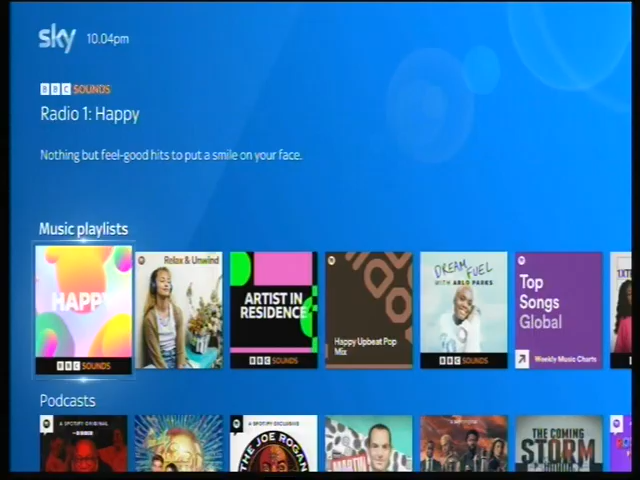 sky 10.04pm
BBC SOUNDS
Radio 1: Happy
Nothing but feel-good hits to put a smile on your face.
Music playlists
HAPPY
BBC SOUNDS
Relax & Unwind
ARTIST IN
RESIDENCE
BBC SOUNDS
Happy Upbeat Pop
Mix
DREAM FUEL
WITH ARLO PARKS
BBC SOUNDS
Top
Songs
Global
Weekly Music Charts
1XT
Podcasts
A SPOTIFY ORIGINAL
A SPOTIFY EXCLUSIVE
THE JOE ROGAN
MARTIN
THE COMING
STORM